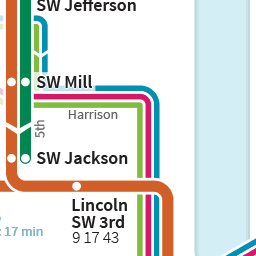 SW Jefferson
SW Mill
Harrison
5th
SW Jackson
Lincoln
SW 3rd
9 17 43
: 17 min